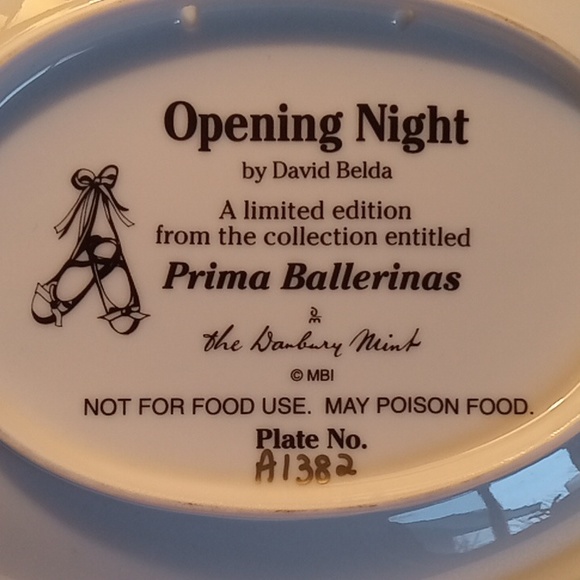 Opening Night
by David Belda
A limited edition
from the collection entitled
Prima Ballerinas
the Danbury Mint
© MBI
NOT FOR FOOD USE. MAY POISON FOOD.
Plate No.
A1382